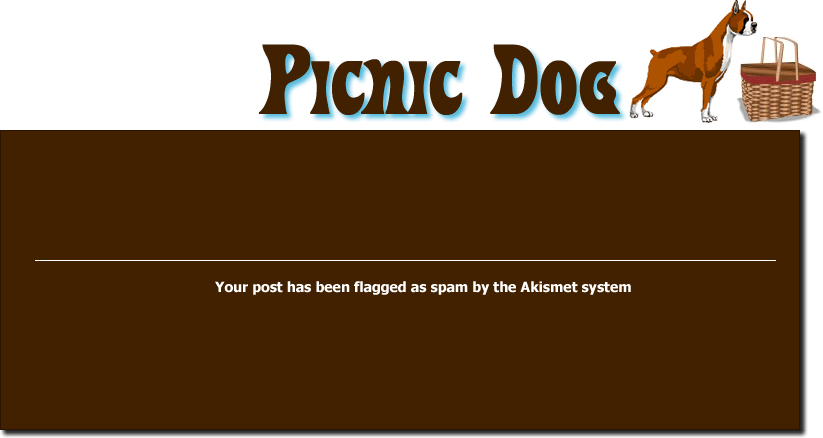 Picnic Dog
Your post has been flagged as spam by the Akismet system